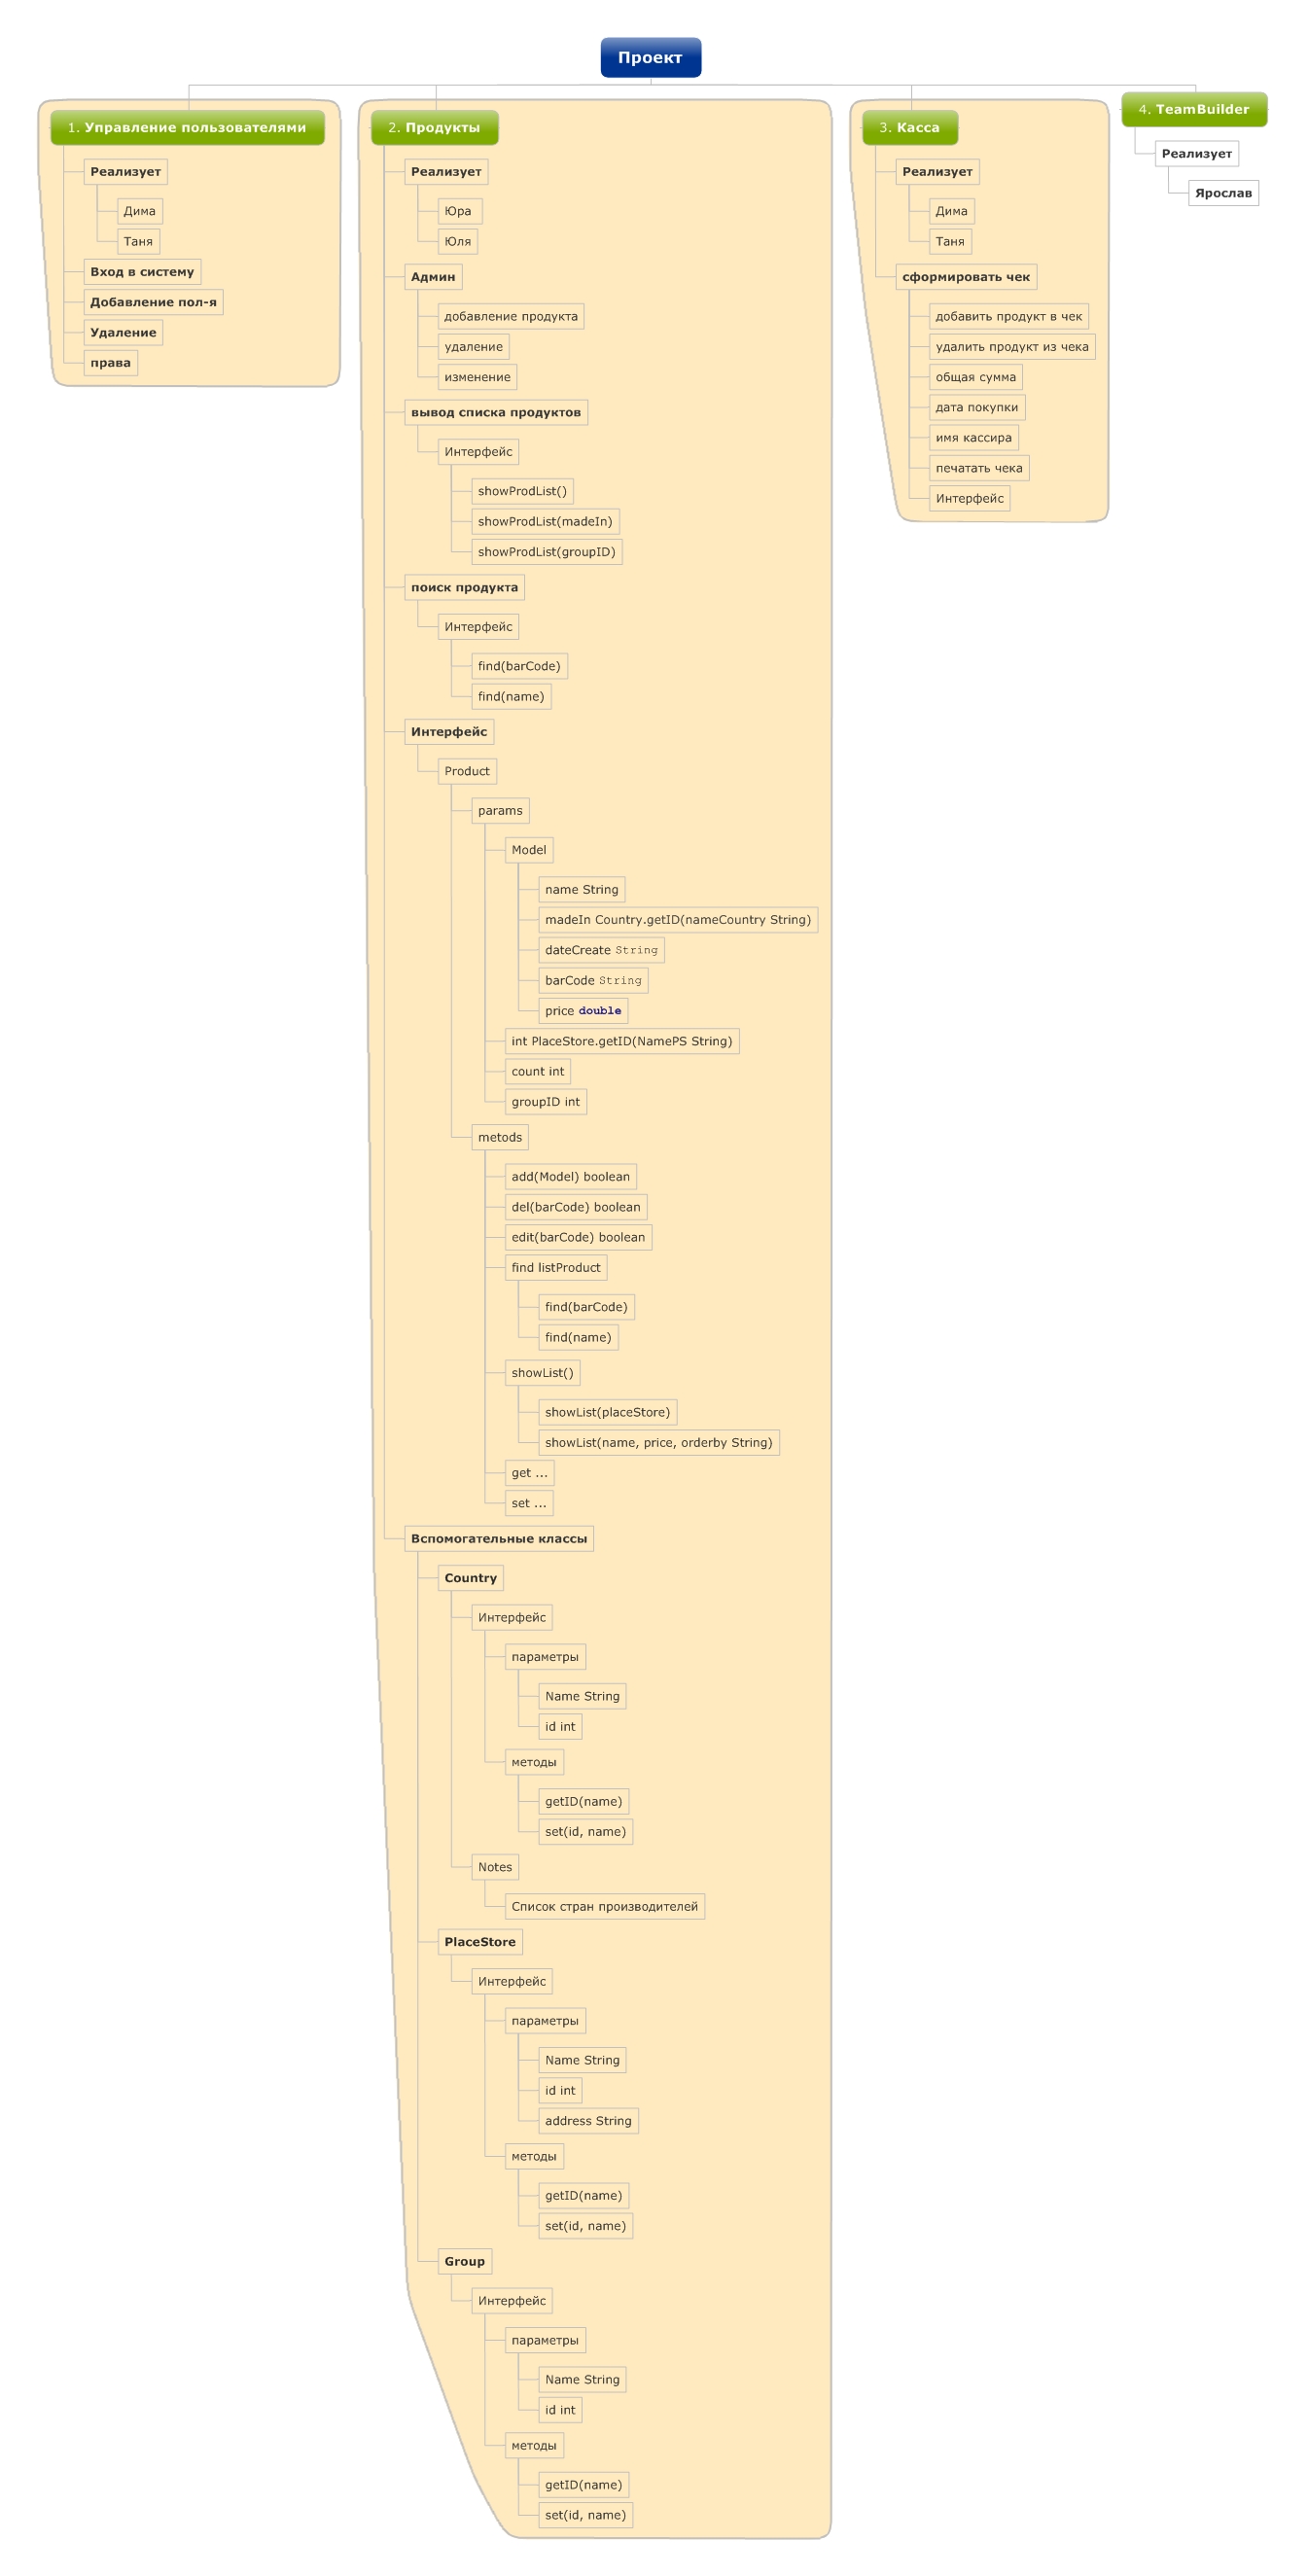 Проект
1. Управление пользователями
Реализует
Дима
Таня
Вход в систему
Добавление пол-я
Удаление
права
2. Продукты
Реализует
Юра
Юля
Админ
добавление продукта
удаление
изменение
вывод списка продуктов
Интерфейс
showProdList()
showProdList(madeIn)
showProdList(groupID)
поиск продукта
Интерфейс
find(barCode)
find(name)
Интерфейс
Product
params
Model
name String
madeIn Country.getID(nameCountry String)
dateCreate String
barCode String
price double
int PlaceStore.getID(NamePS String)
count int
groupID int
metods
add(Model) boolean
del(barCode) boolean
edit(barCode) boolean
find listProduct
find(barCode)
find(name)
showList()
showList(placeStore)
showList(name, price, orderby String)
get ...
set ...
Вспомогательные классы
Country
Интерфейс
параметры
Name String
id int
методы
getID(name)
set(id, name)
Notes
Список стран производителей
PlaceStore
Интерфейс
параметры
Name String
id int
address String
методы
getID(name)
set(id, name)
Group
Интерфейс
параметры
Name String
id int
методы
getID(name)
set(id, name)
3. Касса
Реализует
Дима
Таня
сформировать чек
добавить продукт в чек
удалить продукт из чека
общая сумма
дата покупки
имя кассира
печатать чека
Интерфейс
4. TeamBuilder
Реализует
Ярослав